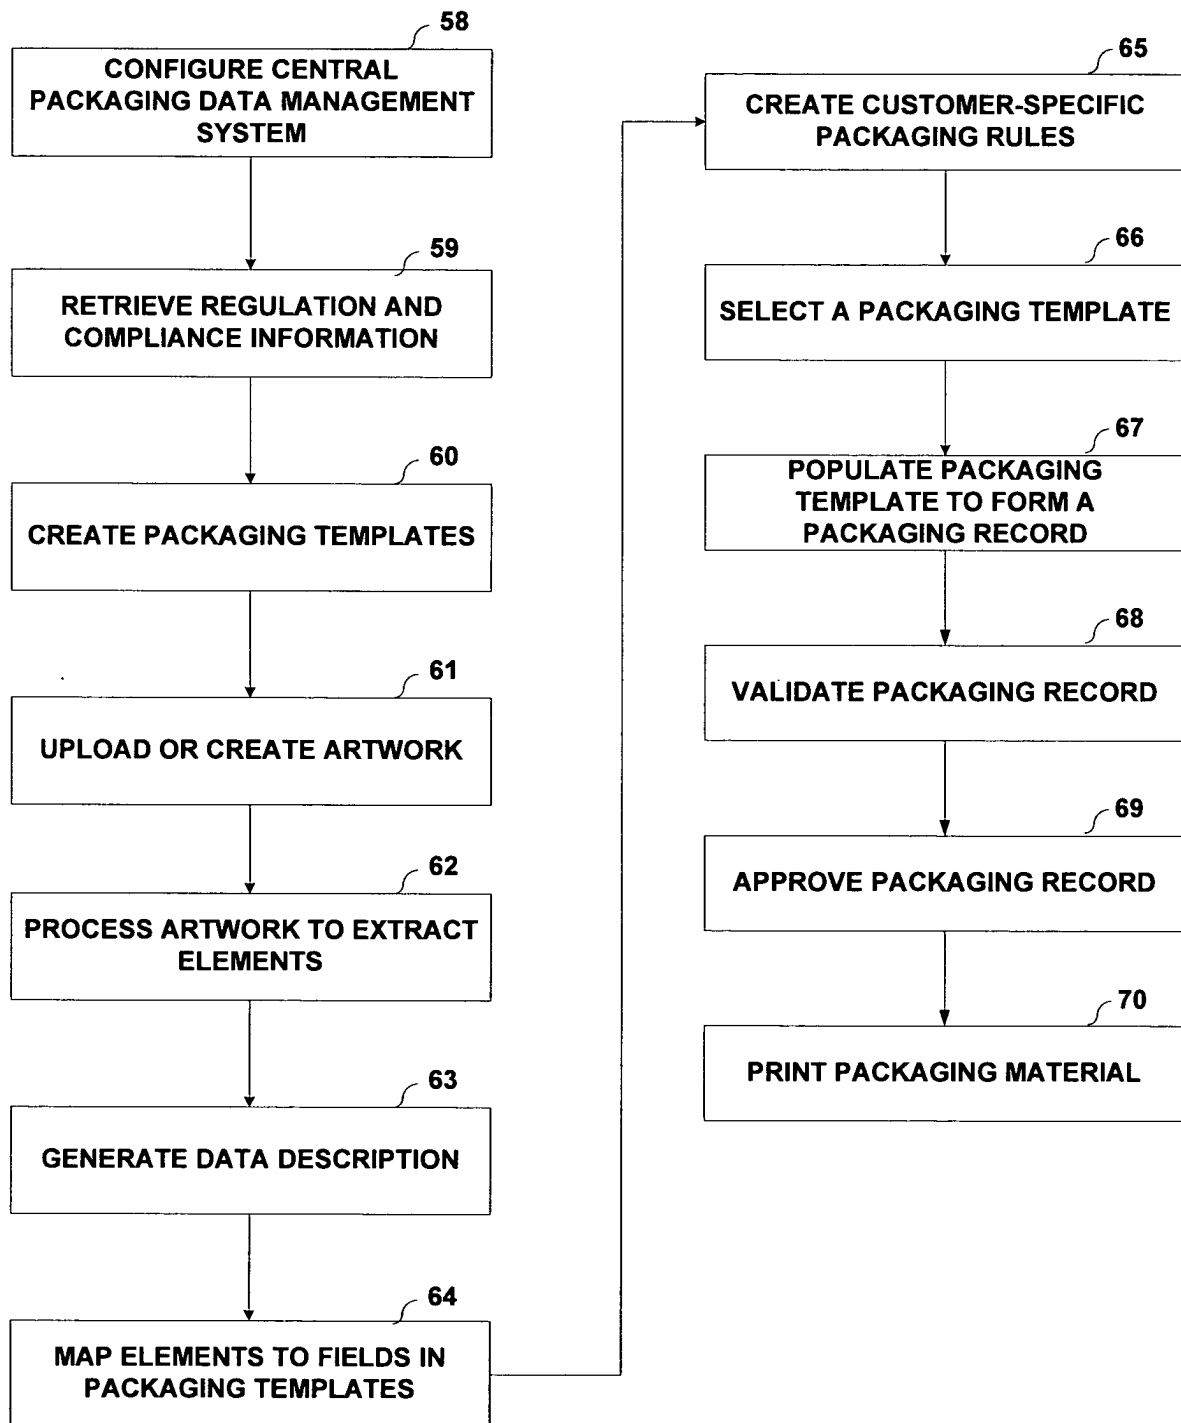 58
CONFIGURE CENTRAL
PACKAGING DATA MANAGEMENT
SYSTEM
59
RETRIEVE REGULATION AND
COMPLIANCE INFORMATION
60
CREATE PACKAGING TEMPLATES
61
UPLOAD OR CREATE ARTWORK
62
PROCESS ARTWORK TO EXTRACT
ELEMENTS
63
GENERATE DATA DESCRIPTION
64
MAP ELEMENTS TO FIELDS IN
PACKAGING TEMPLATES
65
CREATE CUSTOMER-SPECIFIC
PACKAGING RULES
66
SELECT A PACKAGING TEMPLATE
67
POPULATE PACKAGING
TEMPLATE TO FORM A
PACKAGING RECORD
68
VALIDATE PACKAGING RECORD
69
APPROVE PACKAGING RECORD
70
PRINT PACKAGING MATERIAL